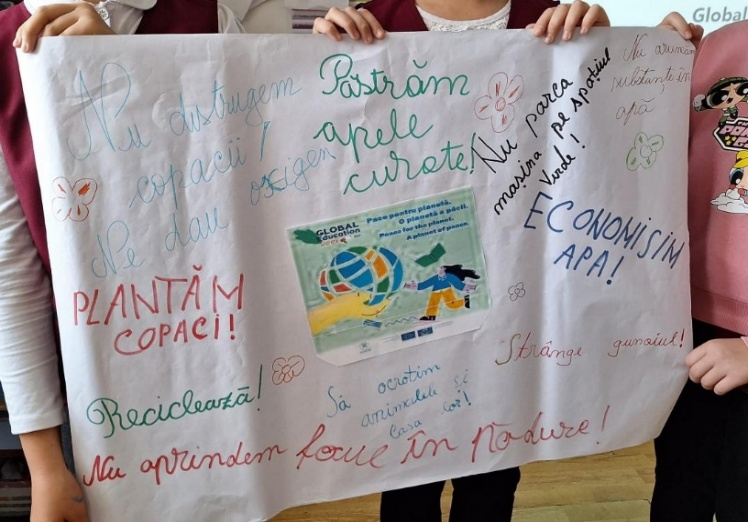 Global
Nu distrugem
copacii!
Ne dau oxigen
Păstrăm
apele
curate!
Nu parca
mașina pe spațiul
Verde!
Nu aruncăm
substanțe în
apă
ECONOMISIM
APA!
GLOBAL
Education
Pace pentru planetă.
O planetă a păcii.
Peace for the planet.
A planet of peace.
PLANTĂM
COPACI!
Strânge gunoiul!
Reciclează!
Să ocrotim
animalele și
casa lor!
Nu aprindem focuri în Pădure!